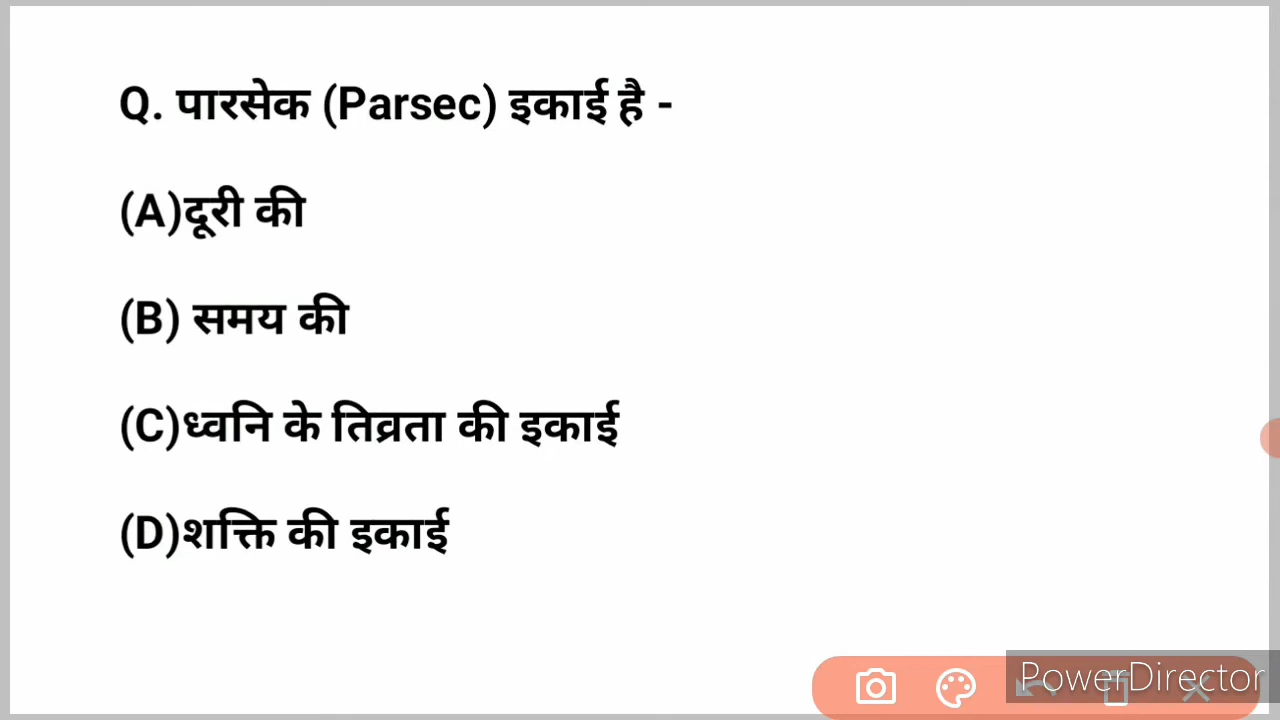 Q. पारसेक (Parsec) इकाई है -
(A)दूरी की
(B) समय की
(C)ध्वनि के तिव्रता की इकाई
(D)शक्ति की इकाई
PowerDirector